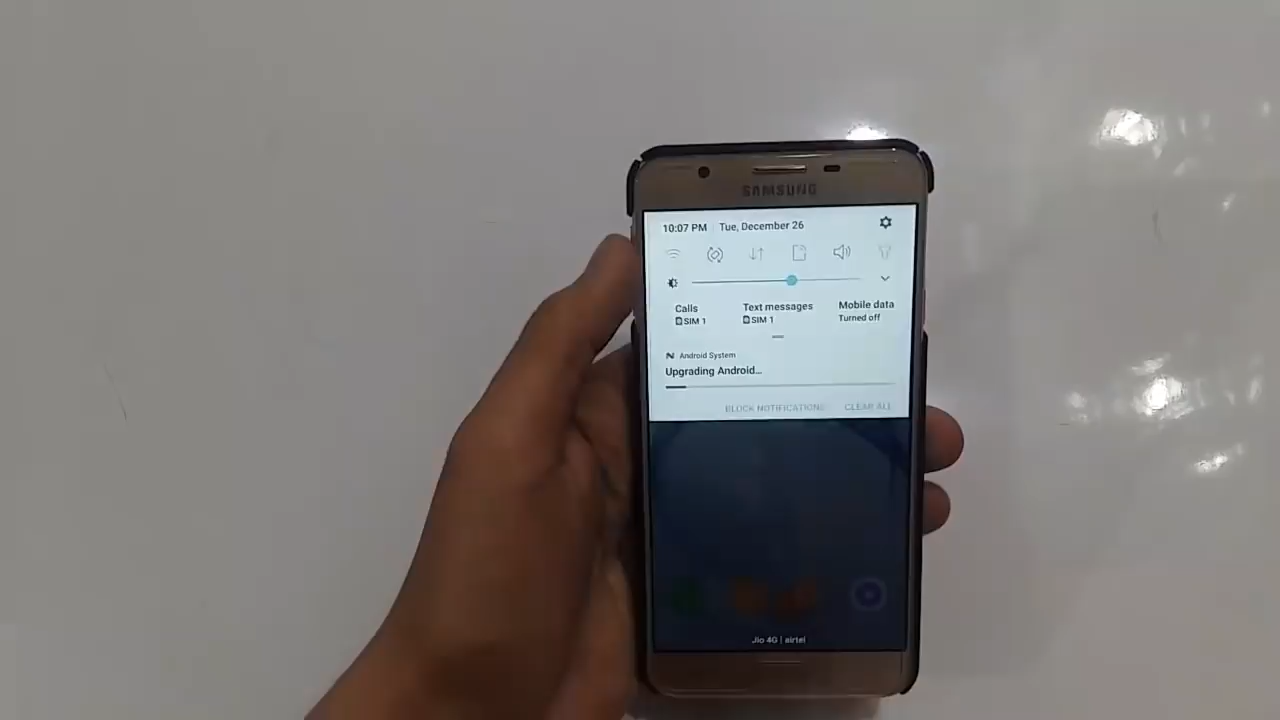 SAMSUNG
10:07 PM Tue, December 26
Calls Text messages Mobile data
SIM 1 SIM 1 Turned off
N Android System
Upgrading Android...
BLOCK NOTIFICATIONS CLEAR ALL
Jio 4G | airtel